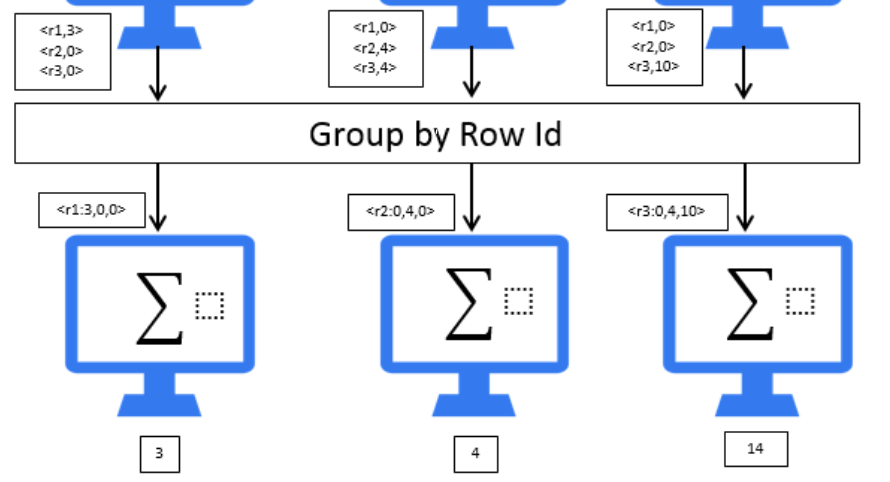 <r1,3>
<r2,0>
<r3,0>
<r1,0>
<r2,4>
<r3,4>
<r1,0>
<r2,0>
<r3,10>
Group by Row Id
<r1:3,0,0>
<r2:0,4,0>
<r3:0,4,10>
∑
∑
∑
3
4
14